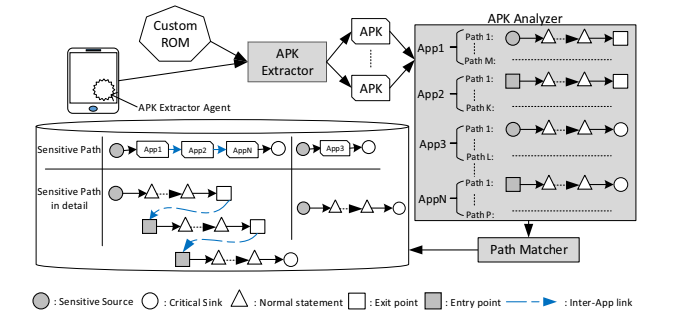 Custom
ROM
APK
Extractor
APK
APK
APK Extractor Agent
APK Analyzer
App1
Path 1:
Path M:
App2
Path 1:
Path K:
App3
Path 1:
Path L:
AppN
Path 1:
Path P:
Path Matcher
Sensitive Path
App1
App2
AppN
App3
Sensitive Path
in detail
: Sensitive Source : Critical Sink : Normal statement : Exit point : Entry point : Inter-App link